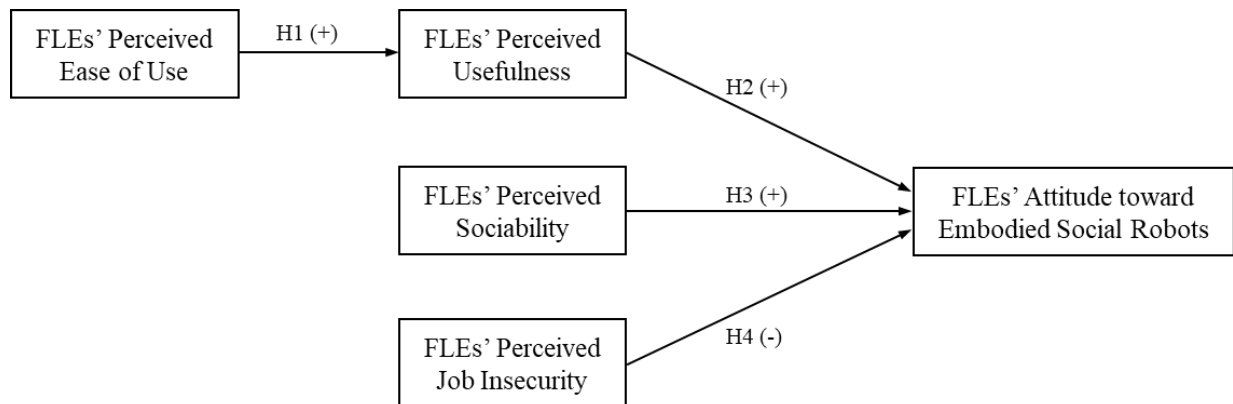 FLEs’ Perceived
Ease of Use
H1 (+)
FLEs’ Perceived
Usefulness
H2 (+)
FLEs’ Perceived
Sociability
H3 (+)
FLEs’ Attitude toward
Embodied Social Robots
FLEs’ Perceived
Job Insecurity
H4 (-)